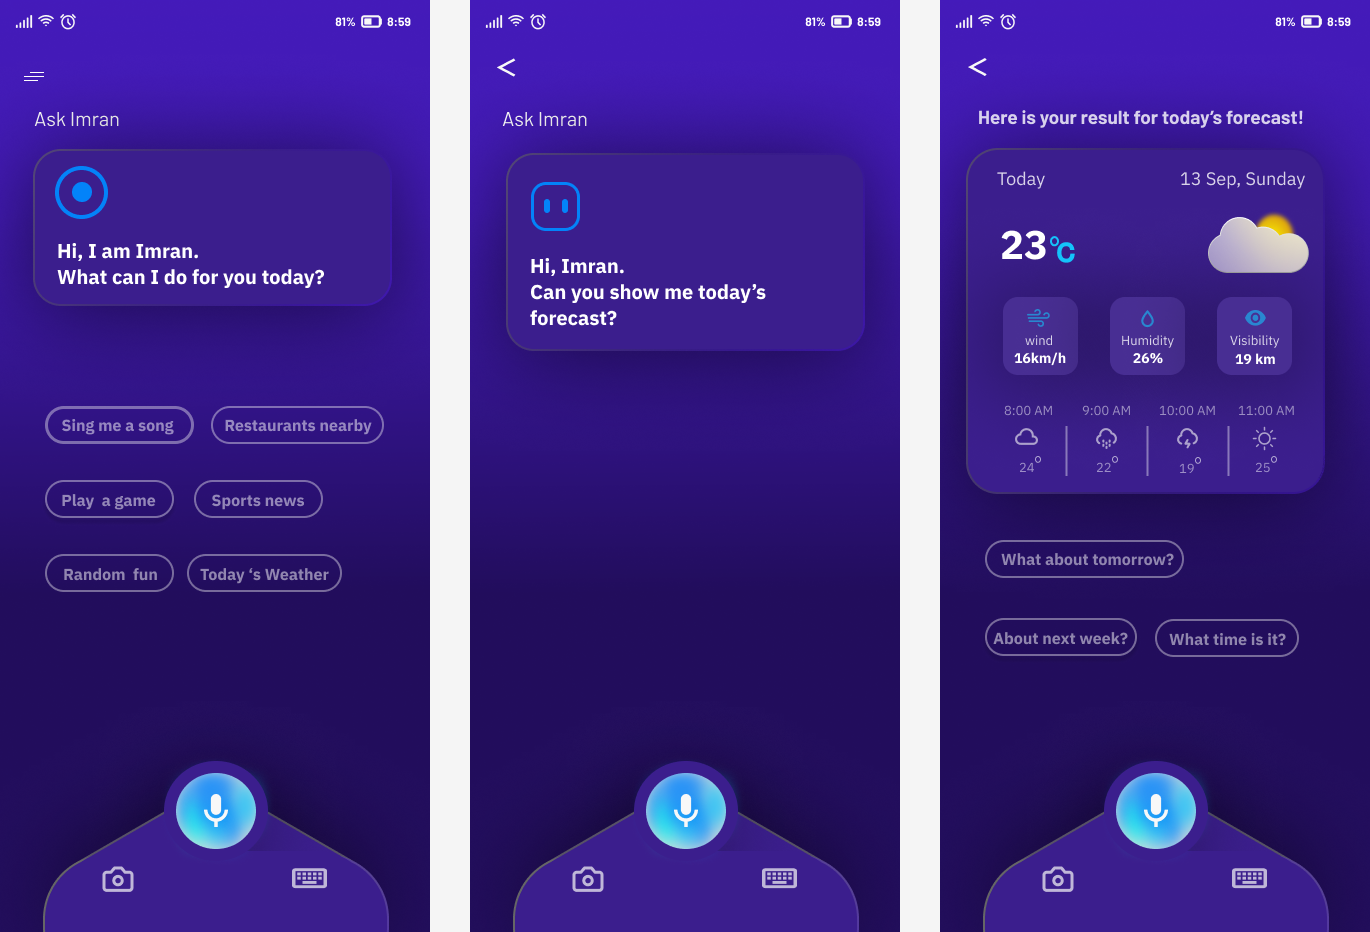 81% 8:59
Ask Imran
Hi, I am Imran.
What can I do for you today?
Sing me a song Restaurants nearby
Play a game Sports news
Random fun Today ‘s Weather
81% 8:59
<
Ask Imran
Hi, Imran.
Can you show me today’s
forecast?
81% 8:59
<
Here is your result for today’s forecast!
Today 13 Sep, Sunday
23°C
wind Humidity Visibility
16km/h 26% 19 km
8:00 AM 9:00 AM 10:00 AM 11:00 AM
24° 22° 19° 25°
What about tomorrow?
About next week? What time is it?